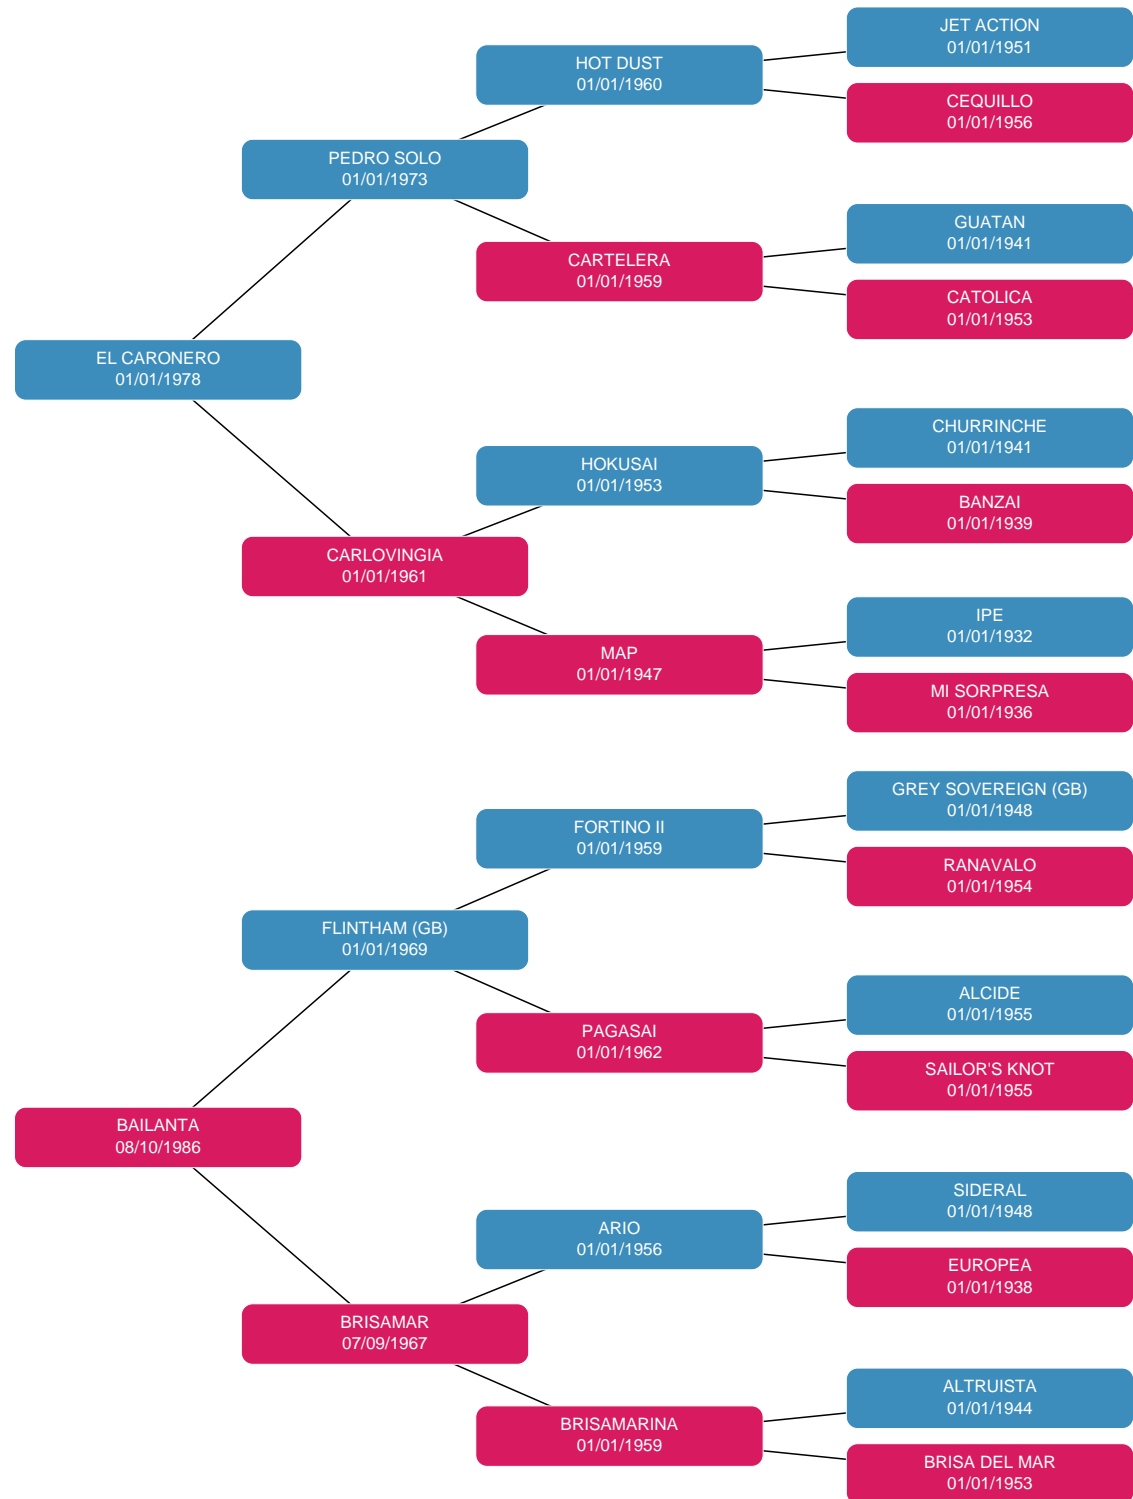 JET ACTION
01/01/1951
HOT DUST
01/01/1960
CEQUILLO
01/01/1956
PEDRO SOLO
01/01/1973
GUATAN
01/01/1941
CARTELERA
01/01/1959
CATOLICA
01/01/1953
EL CARONERO
01/01/1978
CHURRINCHE
01/01/1941
HOKUSAI
01/01/1953
BANZAI
01/01/1939
CARLOVINGIA
01/01/1961
IPE
01/01/1932
MAP
01/01/1947
MI SORPRESA
01/01/1936
GREY SOVEREIGN (GB)
01/01/1948
FORTINO II
01/01/1959
RANAVALO
01/01/1954
FLINTHAM (GB)
01/01/1969
ALCIDE
01/01/1955
PAGASAI
01/01/1962
SAILOR'S KNOT
01/01/1955
BAILANTA
08/10/1986
SIDERAL
01/01/1948
ARIO
01/01/1956
EUROPEA
01/01/1938
BRISAMAR
07/09/1967
ALTRUISTA
01/01/1944
BRISAMARINA
01/01/1959
BRISA DEL MAR
01/01/1953